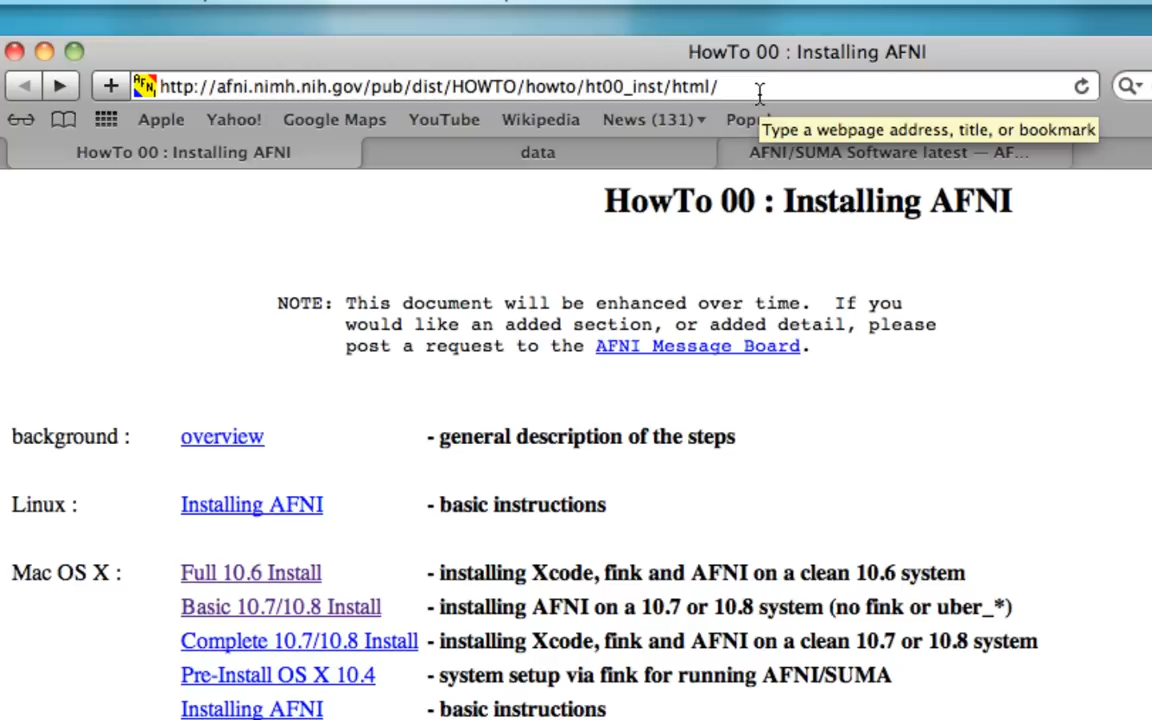 HowTo 00 : Installing AFNI
AFN http://afni.nimh.nih.gov/pub/dist/HOWTO/howto/ht00_inst/html/
Apple Yahoo! Google Maps YouTube Wikipedia News (131)
Type a webpage address, title, or bookmark
HowTo 00 : Installing AFNI data AFNI/SUMA Software latest — AF...
HowTo 00 : Installing AFNI
NOTE: This document will be enhanced over time. If you
would like an added section, or added detail, please
post a request to the AFNI Message Board.
background : overview - general description of the steps
Linux : Installing AFNI - basic instructions
Mac OS X : Full 10.6 Install - installing Xcode, fink and AFNI on a clean 10.6 system
Basic 10.7/10.8 Install - installing AFNI on a 10.7 or 10.8 system (no fink or uber_*)
Complete 10.7/10.8 Install - installing Xcode, fink and AFNI on a clean 10.7 or 10.8 system
Pre-Install OS X 10.4 - system setup via fink for running AFNI/SUMA
Installing AFNI - basic instructions